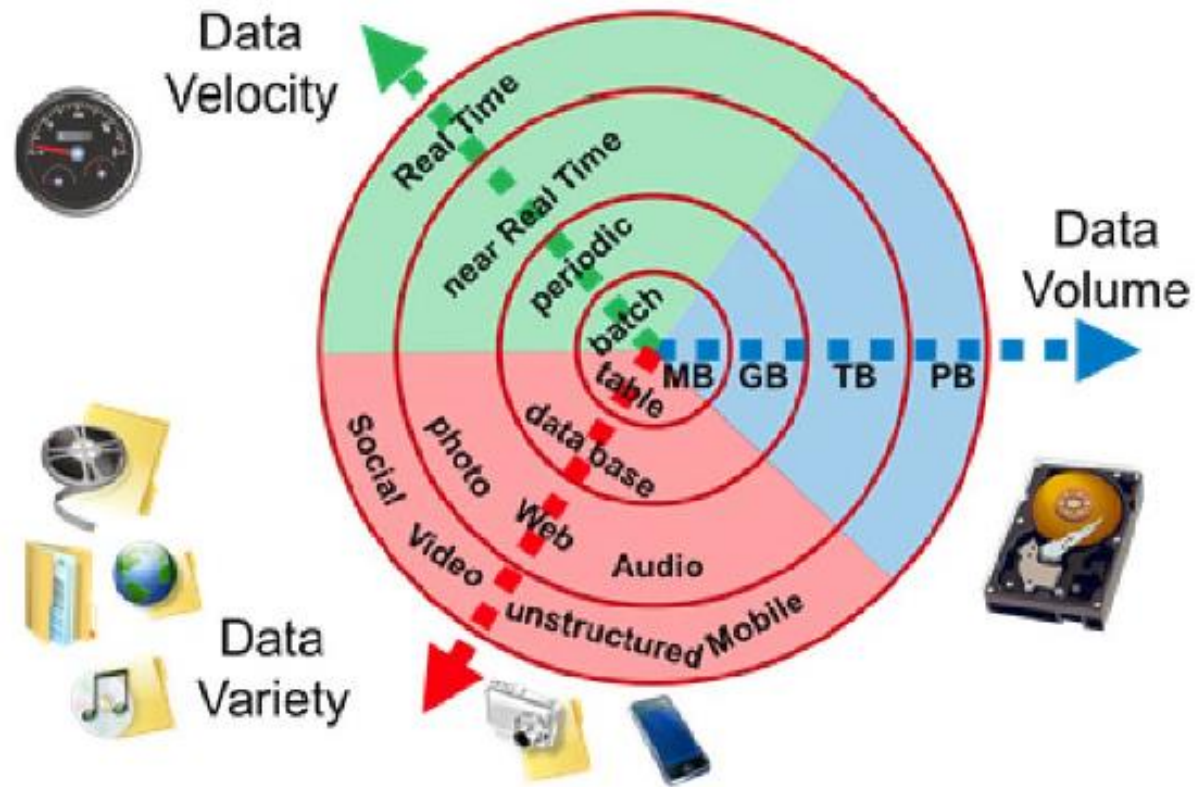 Data
Velocity
Real Time
near Real Time
periodic
batch
Data
Volume
MB GB TB PB
table
data base
photo
Web
Audio
Social
Video
unstructured
Mobile
Data
Variety